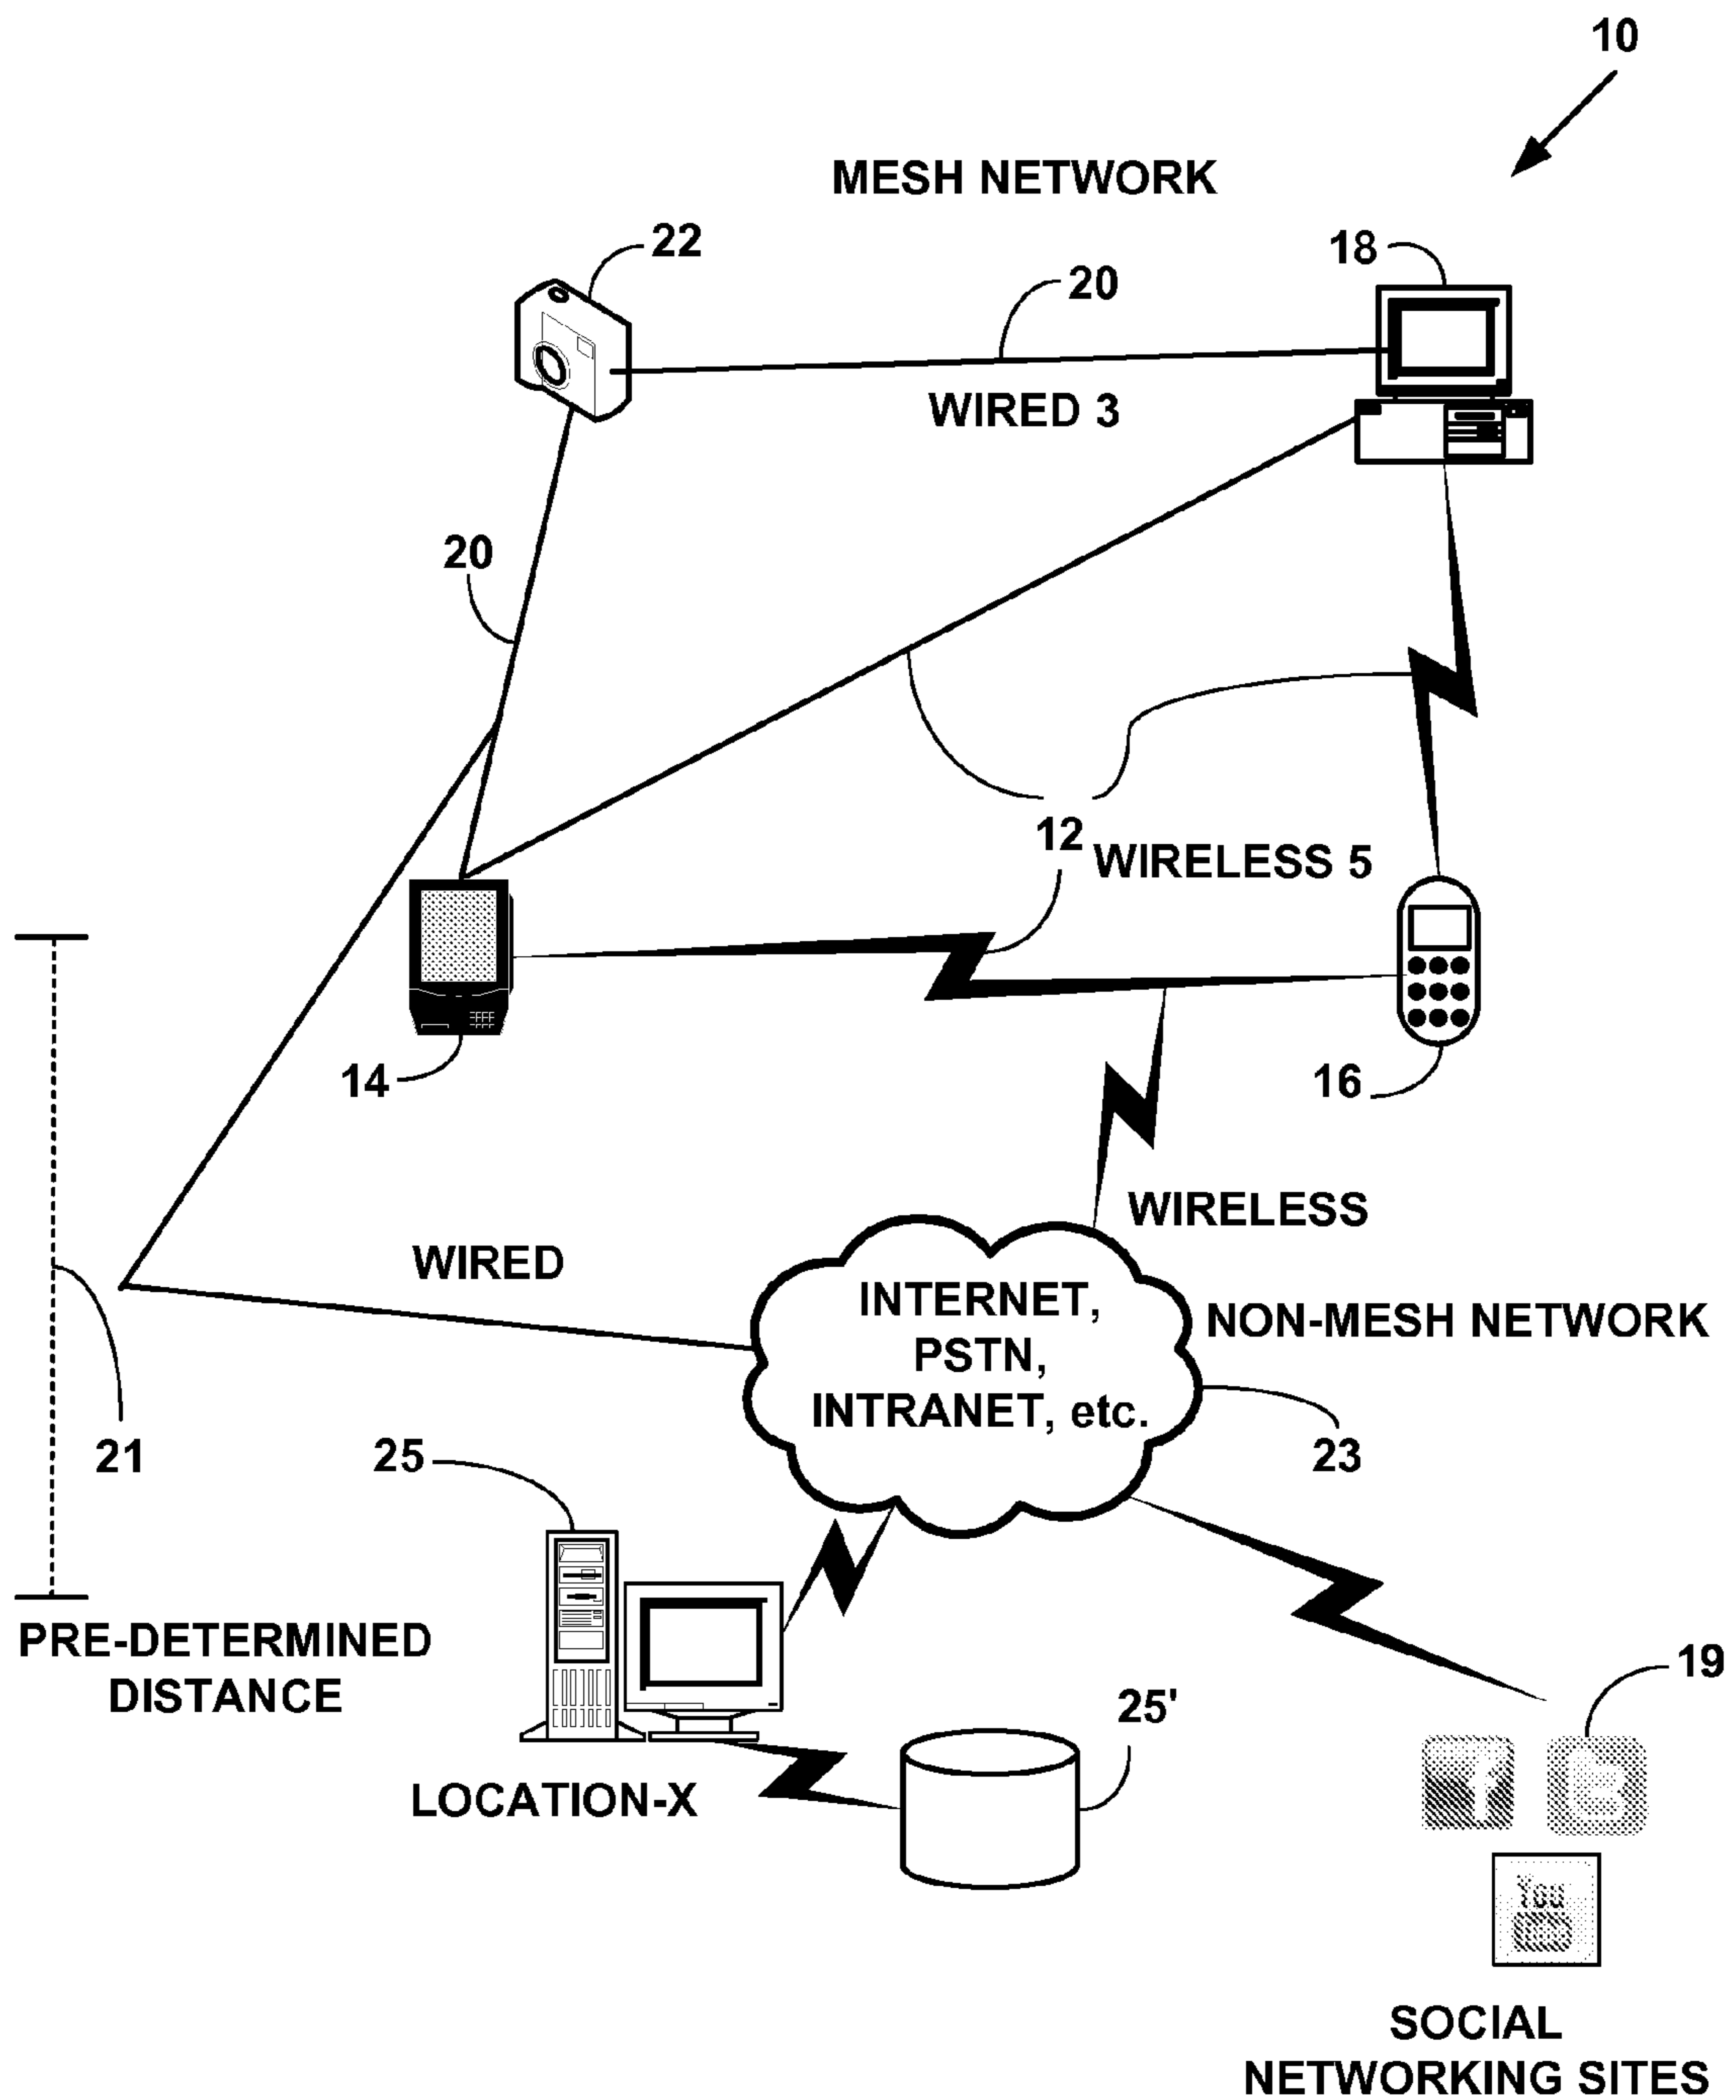 10
MESH NETWORK
22
18
20
WIRED 3
20
12
WIRELESS 5
14
16
WIRELESS
WIRED
INTERNET,
PSTN,
INTRANET, etc.
NON-MESH NETWORK
21
25
23
PRE-DETERMINED
DISTANCE
19
25'
LOCATION-X
f
t
You
SOCIAL
NETWORKING SITES